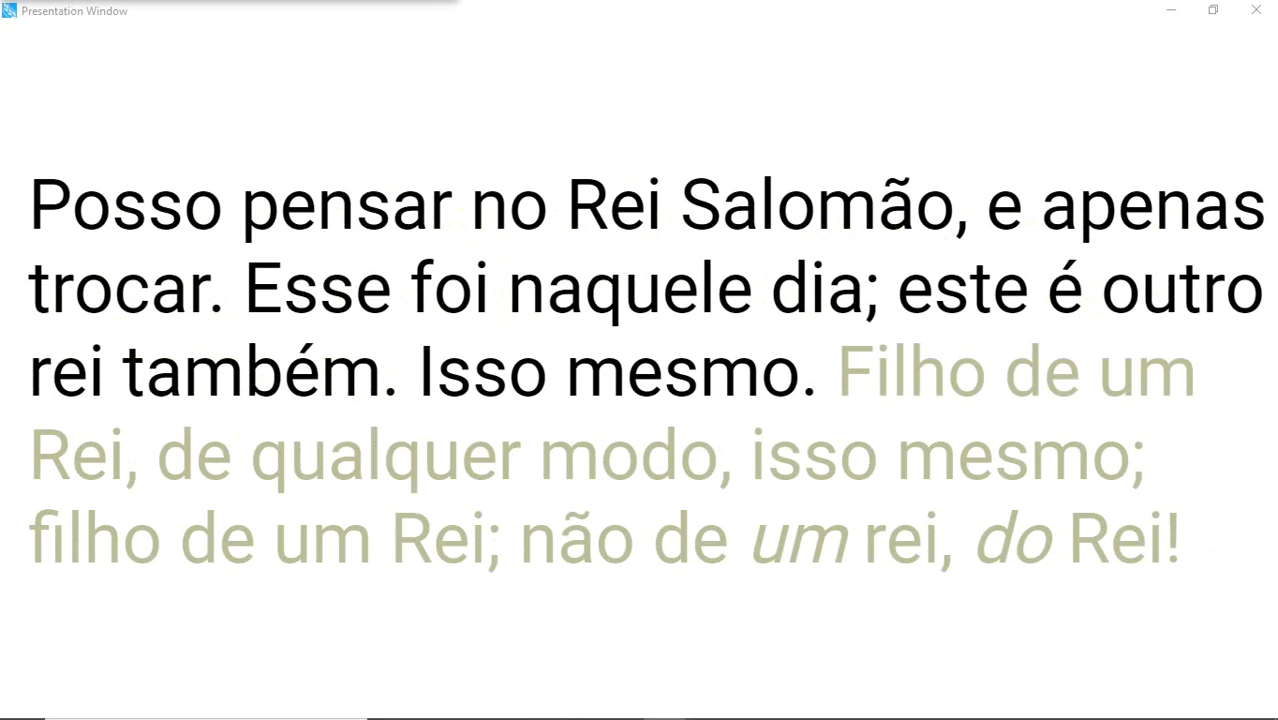 Presentation Window
Posso pensar no Rei Salomão, e apenas
trocar. Esse foi naquele dia; este é outro
rei também. Isso mesmo. Filho de um
Rei, de qualquer modo, isso mesmo;
filho de um Rei; não de um rei, do Rei!